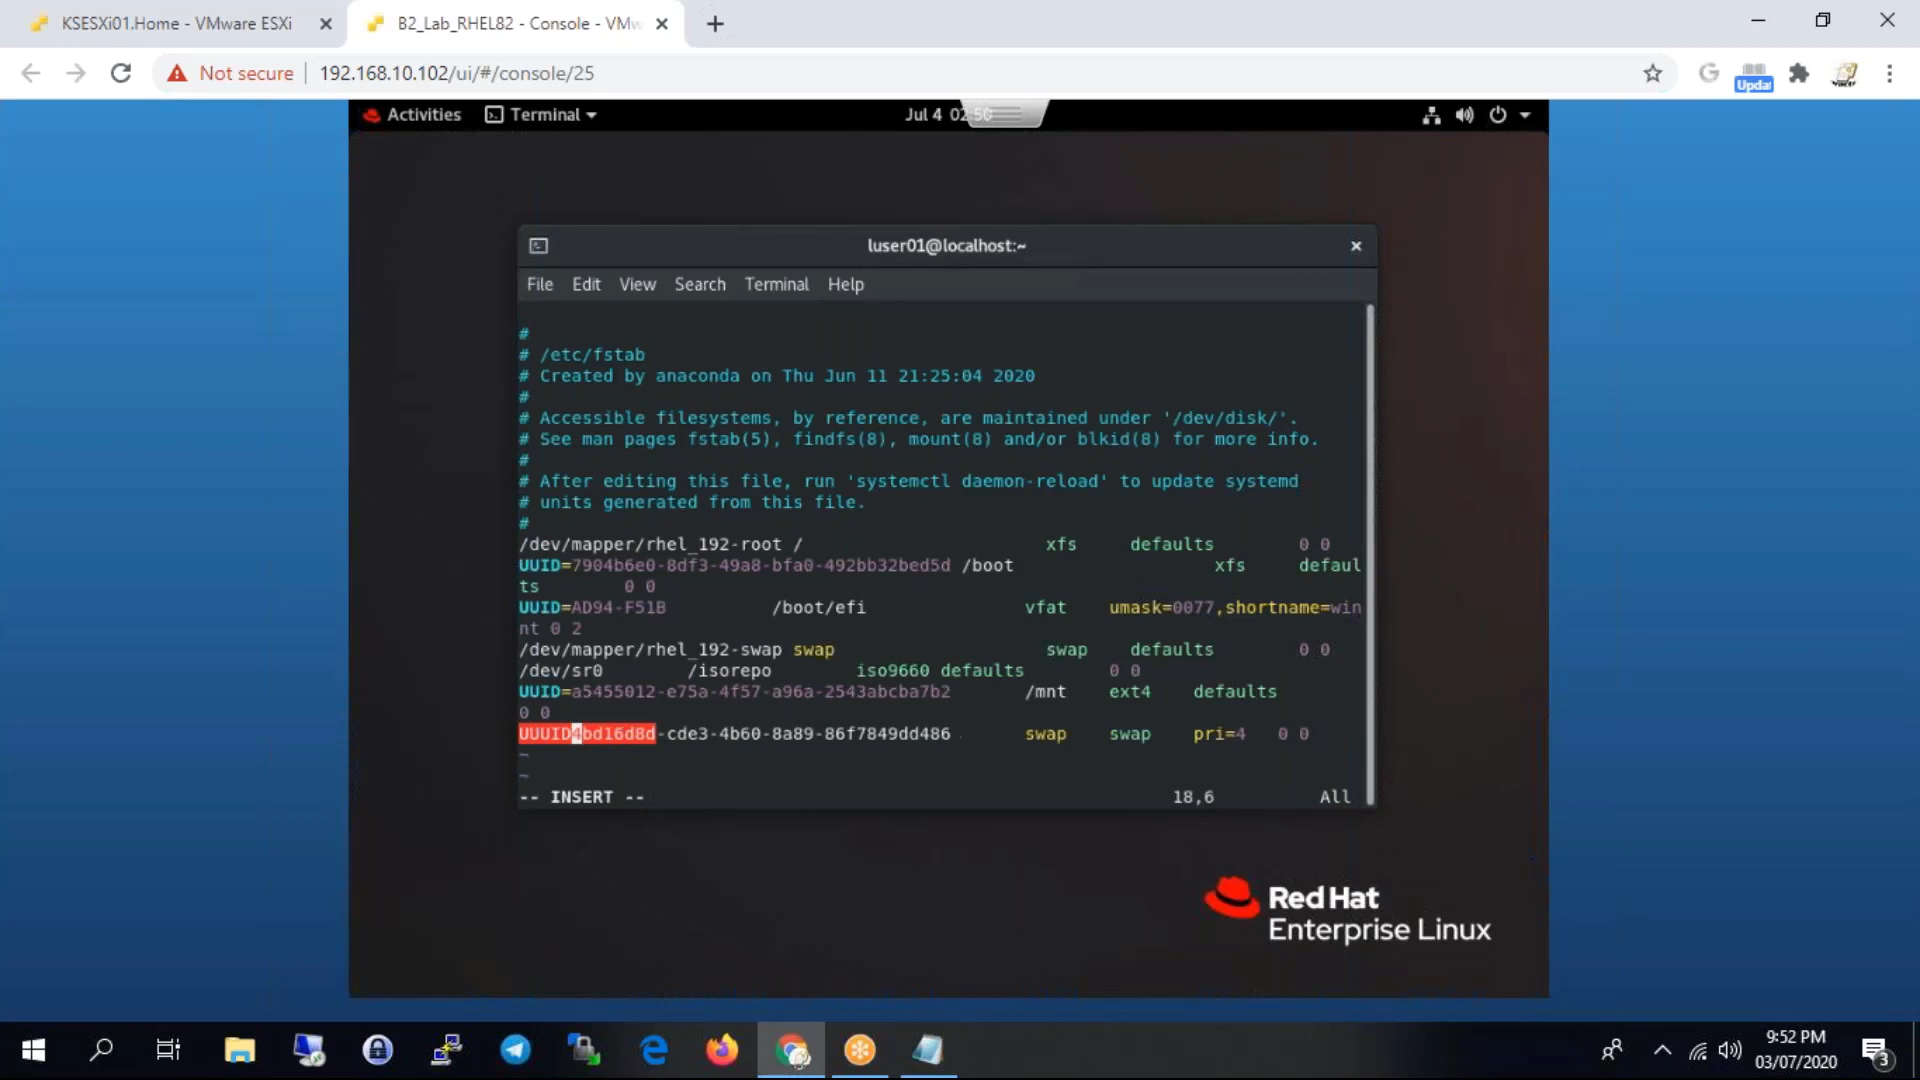 KSESXi01.Home - VMware ESXi
B2_Lab_RHEL82 - Console - VMw
Not secure
192.168.10.102/ui/#/console/25
Updat
Activities
Terminal
Jul 4 02:50
luser01@localhost:~
File Edit View Search Terminal Help
#
# /etc/fstab
# Created by anaconda on Thu Jun 11 21:25:04 2020
#
# Accessible filesystems, by reference, are maintained under '/dev/disk/'.
# See man pages fstab(5), findfs(8), mount(8) and/or blkid(8) for more info.
#
# After editing this file, run 'systemctl daemon-reload' to update systemd
# units generated from this file.
#
/dev/mapper/rhel_192-root / xfs defaults 0 0
UUID=7904b6e0-8df3-49a8-bfa0-492bb32bed5d /boot xfs defaul
ts 0 0
UUID=AD94-F51B /boot/efi vfat umask=0077,shortname=win
nt 0 2
/dev/mapper/rhel_192-swap swap swap defaults 0 0
/dev/sr0 /isorepo iso9660 defaults 0 0
UUID=a5455012-e75a-4f57-a96a-2543abcba7b2 /mnt ext4 defaults
0 0
UUUID4bd16d8d-cde3-4b60-8a89-86f7849dd486 swap swap pri=4 0 0
~
~
-- INSERT -- 18,6 All
Red Hat
Enterprise Linux
9:52 PM
03/07/2020
3